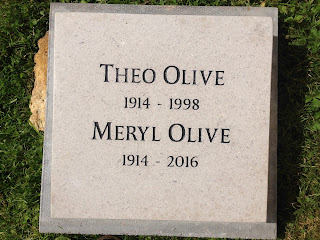 THEO OLIVE
1914 - 1998
MERYL OLIVE
1914 - 2016